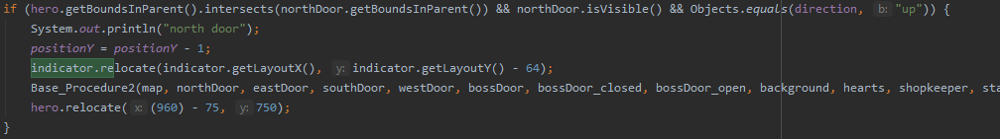 if (hero.getBoundsInParent().intersects(northDoor.getBoundsInParent()) && northDoor.isVisible() && Objects.equals(direction, b: "up")) {
System.out.println("north door");
positionY = positionY - 1;
indicator.relocate(indicator.getLayoutX(), y: indicator.getLayoutY() - 64);
Base_Procedure2(map, northDoor, eastDoor, southDoor, westDoor, bossDoor, bossDoor_closed, bossDoor_open, background, hearts, shopkeeper, sta
hero.relocate( x: (960) - 75, y: 750);
}